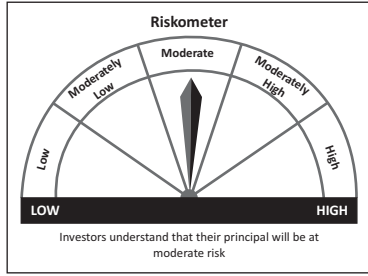 Riskometer
Moderate
Moderately
Low
Moderately
High
Low
High
LOW
HIGH
Investors understand that their principal will be at
moderate risk